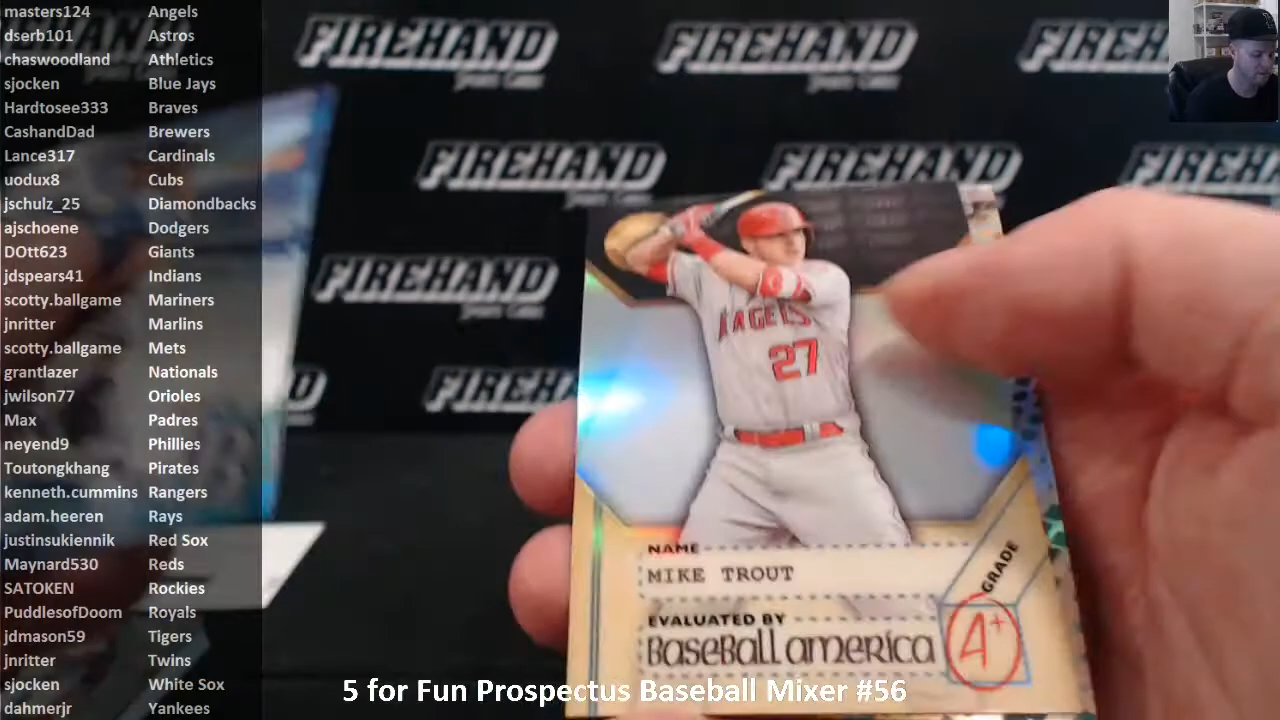 masters124 Angels
dserb101 Astros
chaswoodland Athletics
sjocken Blue Jays
Hardtosee333 Braves
CashandDad Brewers
Lance317 Cardinals
uodux8 Cubs
jschulz_25 Diamondbacks
ajschoene Dodgers
DOtt623 Giants
jdspears41 Indians
scotty.ballgame Mariners
jnritter Marlins
scotty.ballgame Mets
grantlazer Nationals
jwilson77 Orioles
Max Padres
neyend9 Phillies
Toutongkhang Pirates
kenneth.cummins Rangers
adam.heeren Rays
justinsukiennik Red Sox
Maynard530 Reds
SATOKEN Rockies
PuddlesofDoom Royals
jdmason59 Tigers
jnritter Twins
sjocken White Sox
dahmerjr Yankees
FIREHAND FIREHAND FIREHAND
FIREHAND FIREHAND FIREHAND
FIREHAND
FIREHAND
ANGELS
27
NAME
MIKE TROUT
GRADE
EVALUATED BY
BaseBall america
A+
5 for Fun Prospectus Baseball Mixer #56